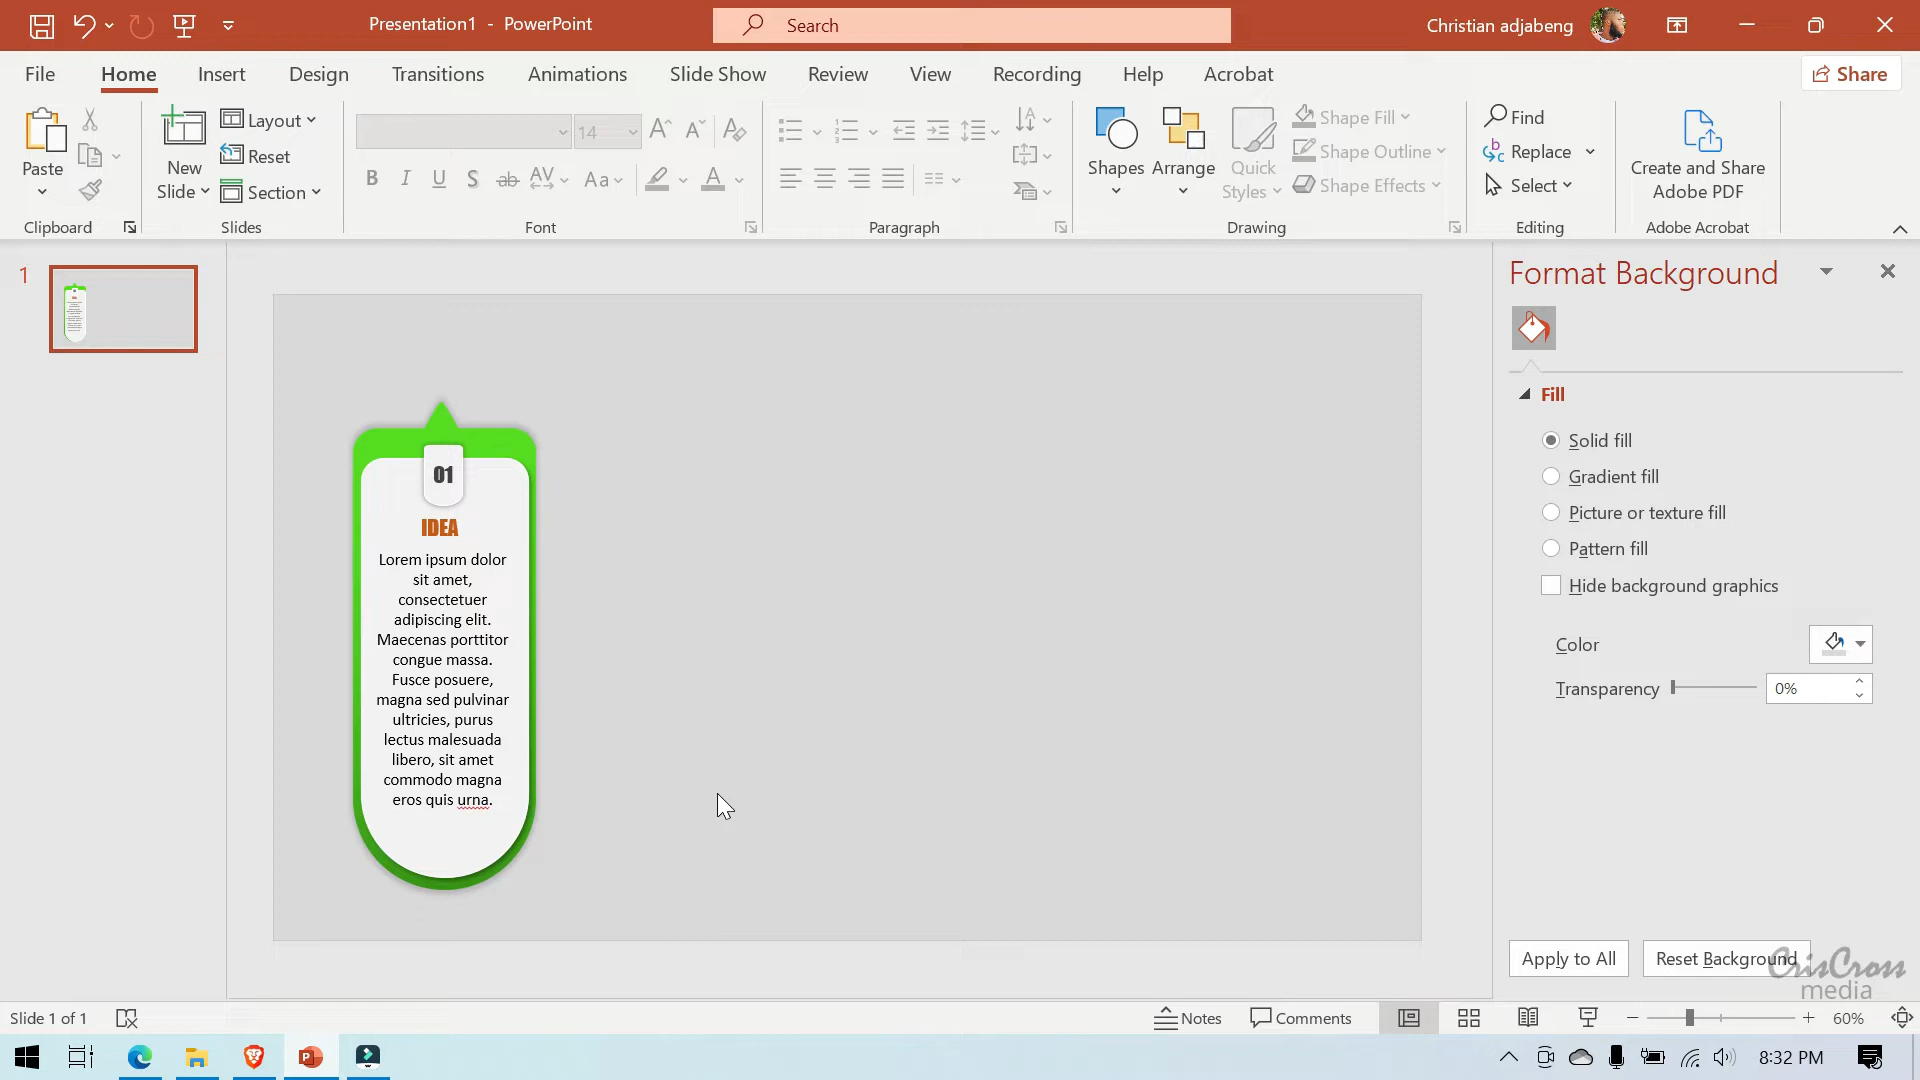 Presentation1 - PowerPoint
Search
Christian adjabeng
File Home Insert Design Transitions Animations Slide Show Review View Recording Help Acrobat
Share
Paste
Clipboard
New
Slide
Layout
Reset
Section
Slides
14
A A A
B I U S ab AV Aa A
Font
Paragraph
Shapes
Arrange
Quick
Styles
Shape Fill
Shape Outline
Shape Effects
Drawing
Find
Replace
Select
Editing
Create and Share
Adobe PDF
Adobe Acrobat
1
01
IDEA
Lorem ipsum dolor
sit amet,
consectetuer
adipiscing elit.
Maecenas porttitor
congue massa.
Fusce posuere,
magna sed pulvinar
ultricies, purus
lectus malesuada
libero, sit amet
commodo magna
eros quis urna.
Format Background
Fill
Solid fill
Gradient fill
Picture or texture fill
Pattern fill
Hide background graphics
Color
Transparency 0%
Apply to All
Reset Background
CrisCross
media
Slide 1 of 1
Notes
Comments
60%
8:32 PM